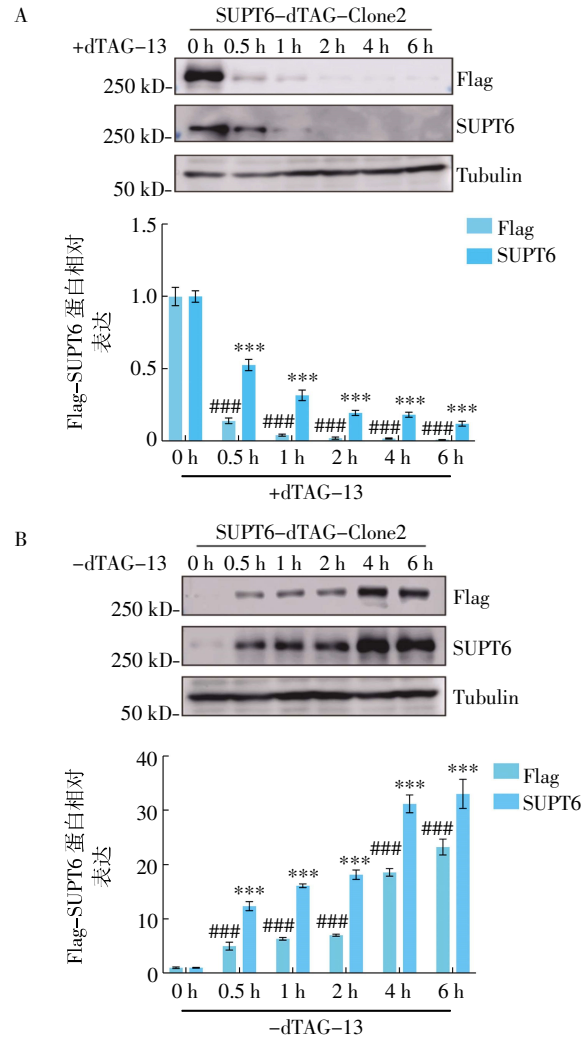 A
SUPT6-dTAG-Clone2
+dTAG-13 0 h 0.5 h 1 h 2 h 4 h 6 h
250 kD- Flag
250 kD- SUPT6
50 kD- Tubulin
Flag-SUPT6 蛋白相对
表达
1.5
1.0
0.5
0
Flag
SUPT6
### *** ### *** ### *** ### *** ### ***
0 h 0.5 h 1 h 2 h 4 h 6 h
+dTAG-13
B
SUPT6-dTAG-Clone2
-dTAG-13 0 h 0.5 h 1 h 2 h 4 h 6 h
250 kD- Flag
250 kD- SUPT6
50 kD- Tubulin
Flag-SUPT6 蛋白相对
表达
40
30
20
10
0
Flag
SUPT6
### *** ### *** ### *** ### *** ### ***
0 h 0.5 h 1 h 2 h 4 h 6 h
-dTAG-13